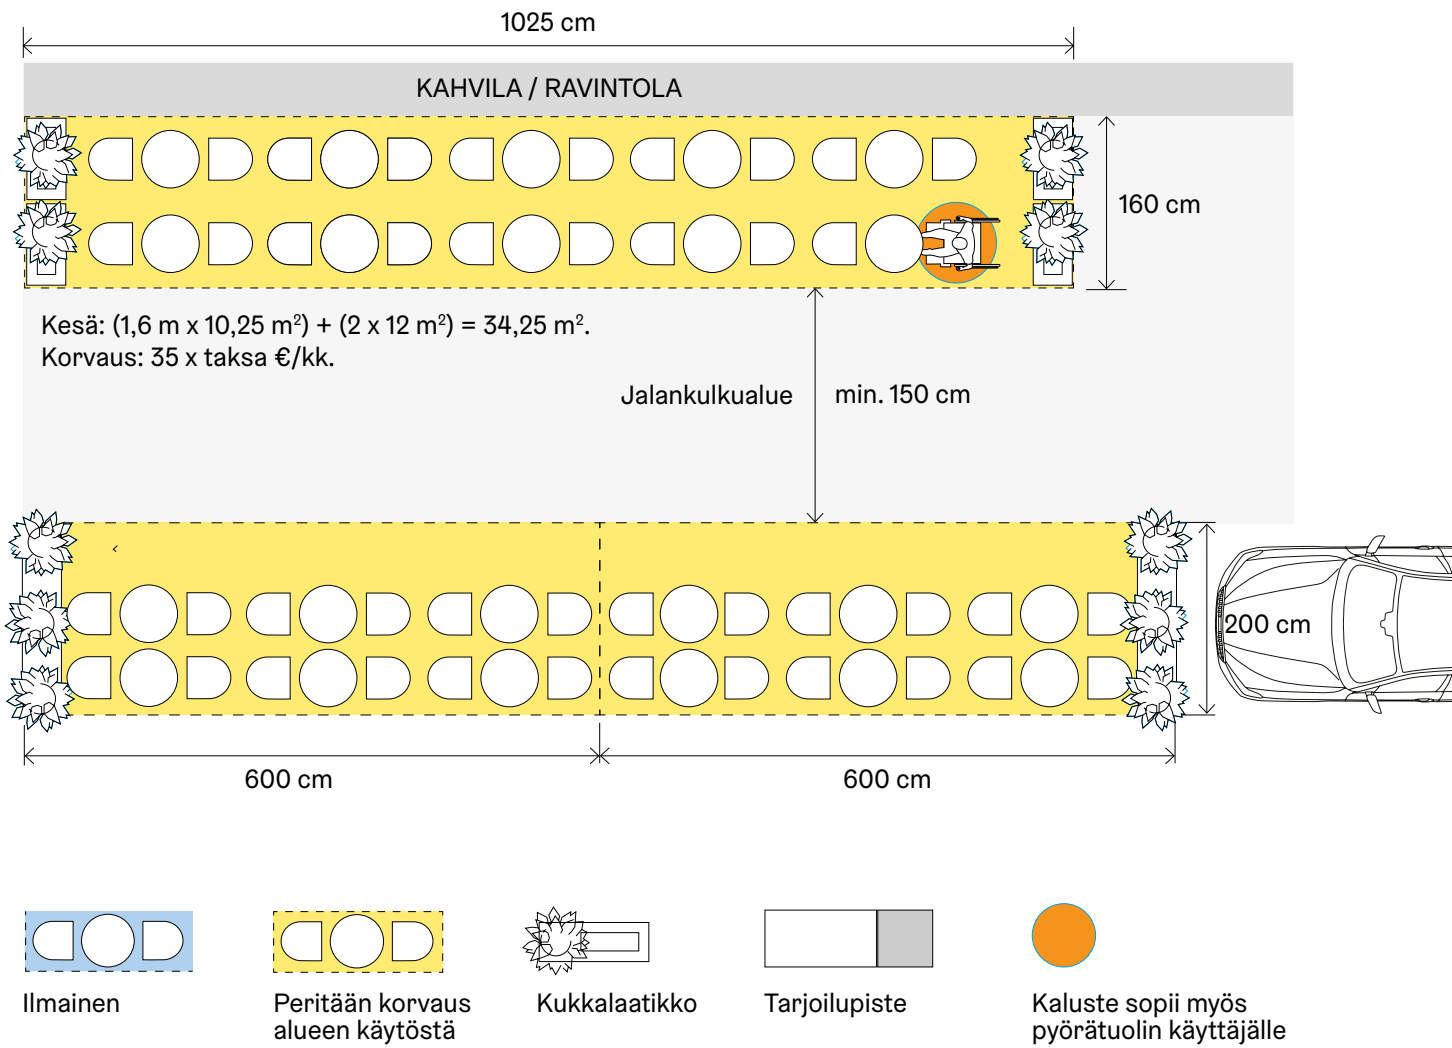 1025 cm
KAHVILA / RAVINTOLA
160 cm
Kesä: (1,6 m x 10,25 m²) + (2 x 12 m²) = 34,25 m².
Korvaus: 35 x taksa €/kk.
Jalankulkualue
min. 150 cm
200 cm
600 cm
600 cm
Ilmainen
Peritään korvaus
alueen käytöstä
Kukkalaatikko
Tarjoilupiste
Kaluste sopii myös
pyörätuolin käyttäjälle